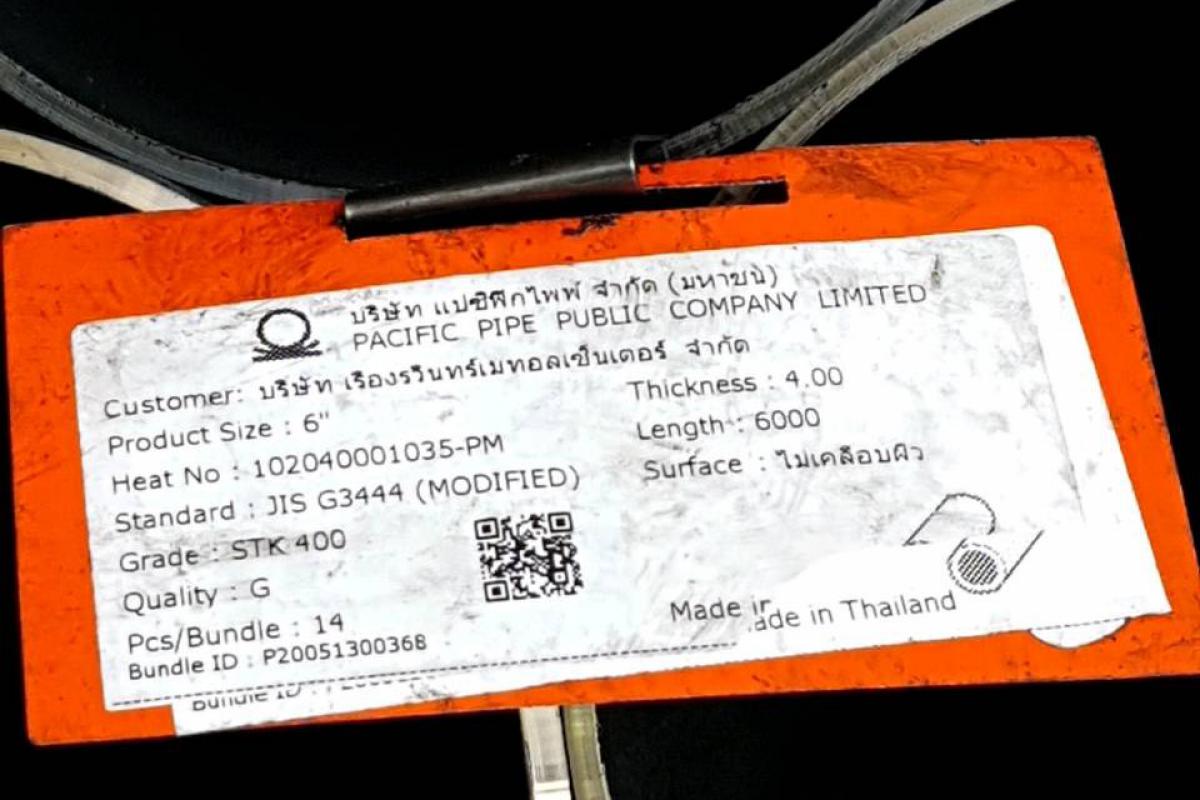 บริษัท แปซิฟิกไพพ์ จำกัด (มหาชน)
PACIFIC PIPE PUBLIC COMPANY LIMITED
Customer: บริษัท เรืองรวินทร์เมทอลเซ็นเตอร์ จำกัด
Product Size : 6"
Thickness : 4.00
Heat No : 102040001035-PM
Length : 6000
Standard : JIS G3444 (MODIFIED)
Surface : ไม่เคลือบผิว
Grade : STK 400
Quality : G
Pcs/Bundle : 14
Made in
ade in Thailand
Bundle ID : P20051300368
Bundle ID :